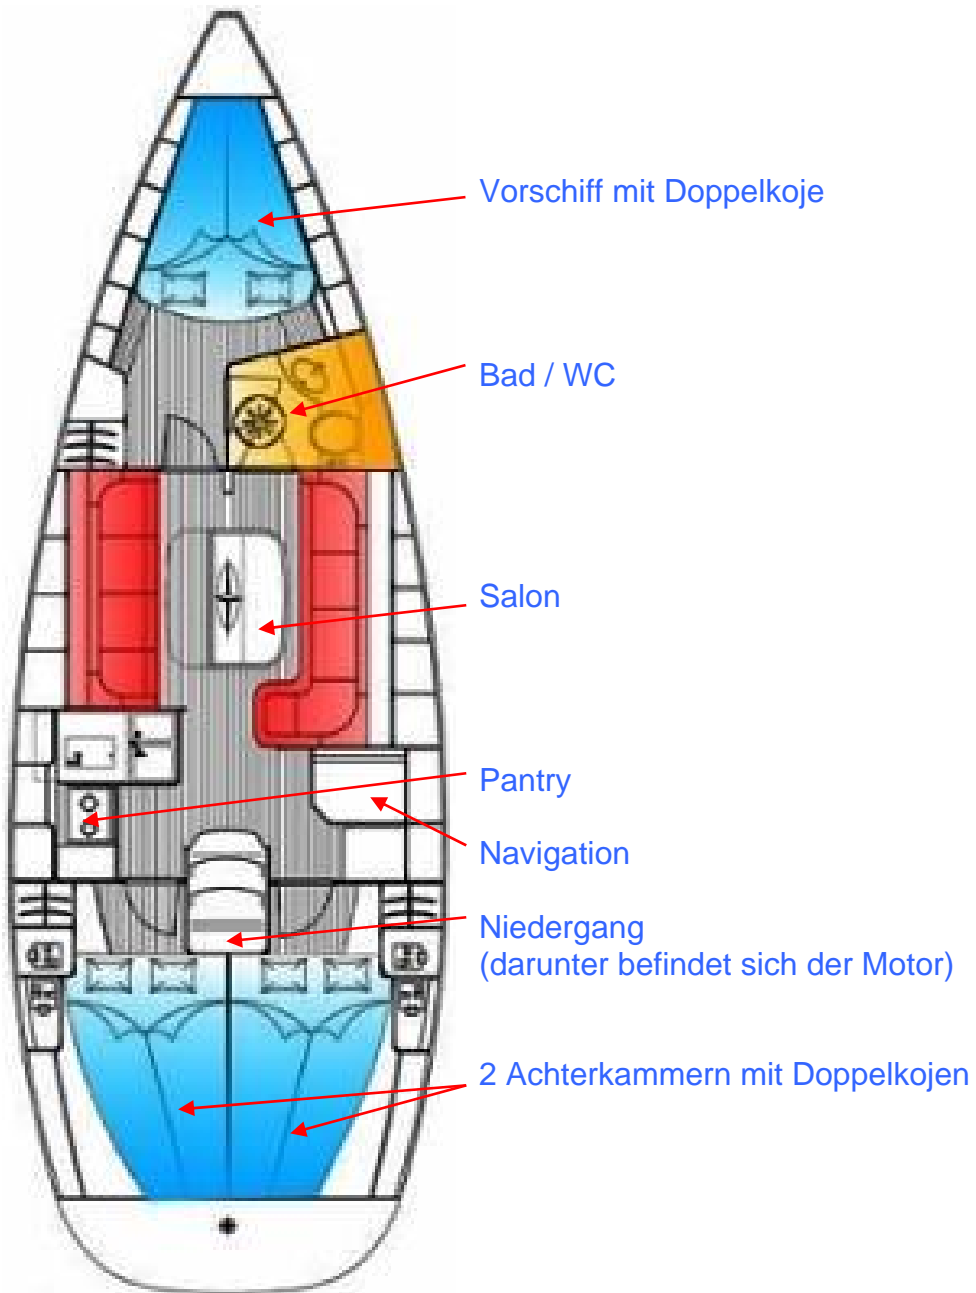 Vorschiff mit Doppelkoje
Bad / WC
Salon
Pantry
Navigation
Niedergang
(darunter befindet sich der Motor)
2 Achterkammern mit Doppelkojen